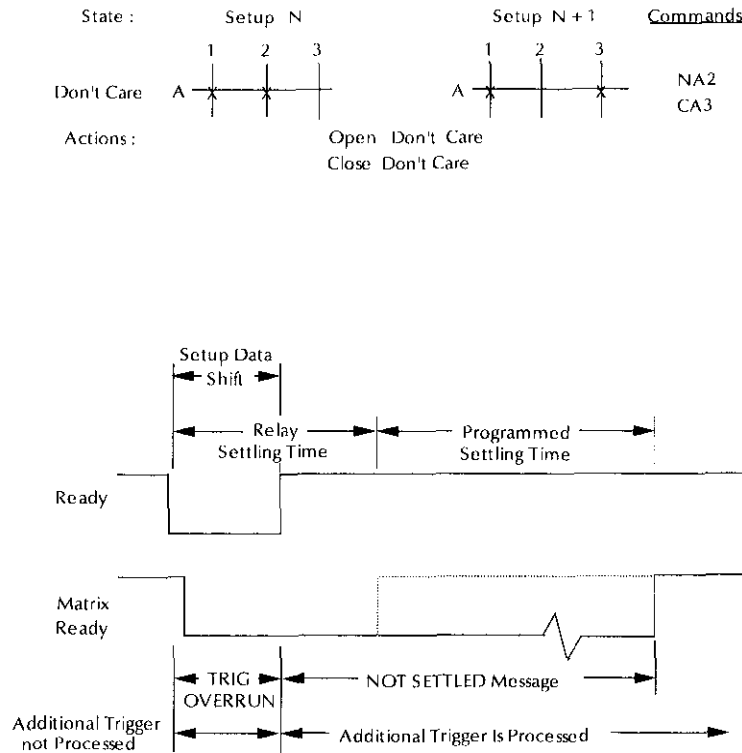 State : Setup N Setup N + 1 Commands
1 2 3 1 2 3
Don't Care A A NA2
CA3
Actions : Open Don't Care
Close Don't Care
Setup Data
Shift
Relay Programmed
Settling Time Settling Time
Ready
Matrix
Ready
TRIG NOT SETTLED Message
OVERRUN
Additional Trigger Additional Trigger Is Processed
not Processed